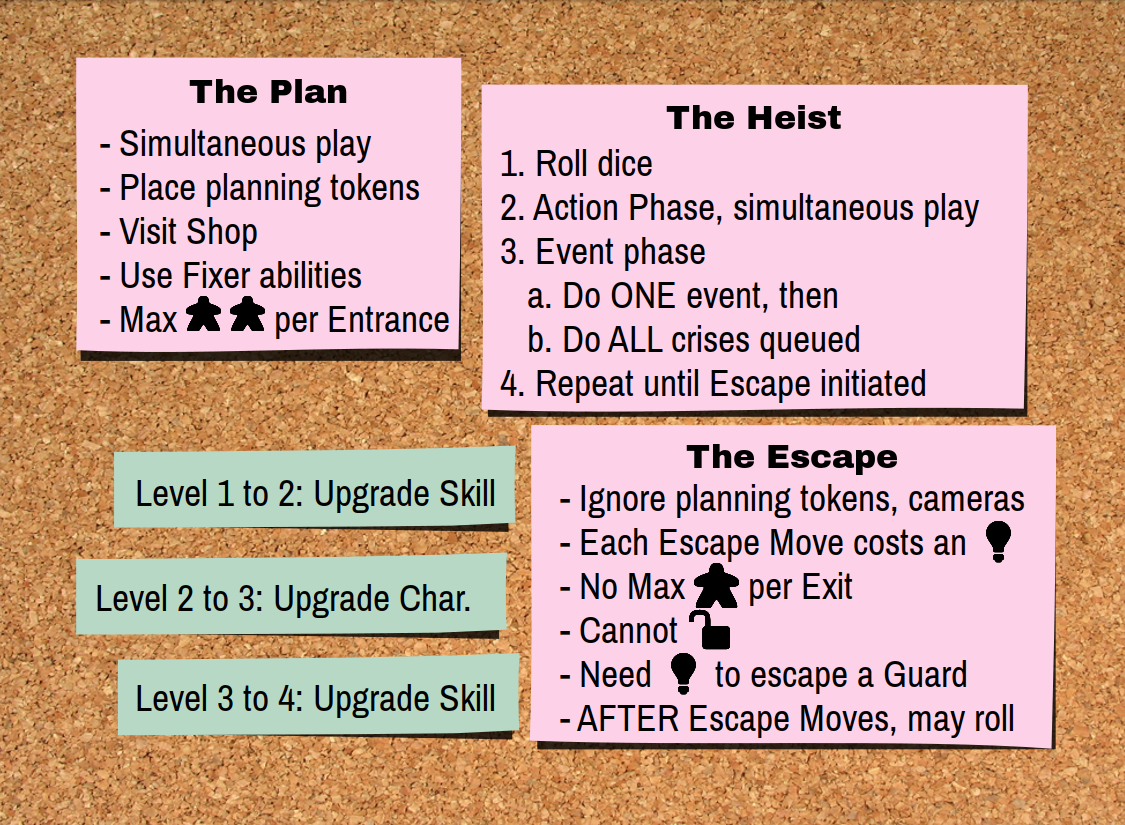 The Plan
- Simultaneous play
- Place planning tokens
- Visit Shop
- Use Fixer abilities
- Max per Entrance
The Heist
1. Roll dice
2. Action Phase, simultaneous play
3. Event phase
a. Do ONE event, then
b. Do ALL crises queued
4. Repeat until Escape initiated
Level 1 to 2: Upgrade Skill
Level 2 to 3: Upgrade Char.
Level 3 to 4: Upgrade Skill
The Escape
- Ignore planning tokens, cameras
- Each Escape Move costs an
- No Max per Exit
- Cannot
- Need to escape a Guard
- AFTER Escape Moves, may roll